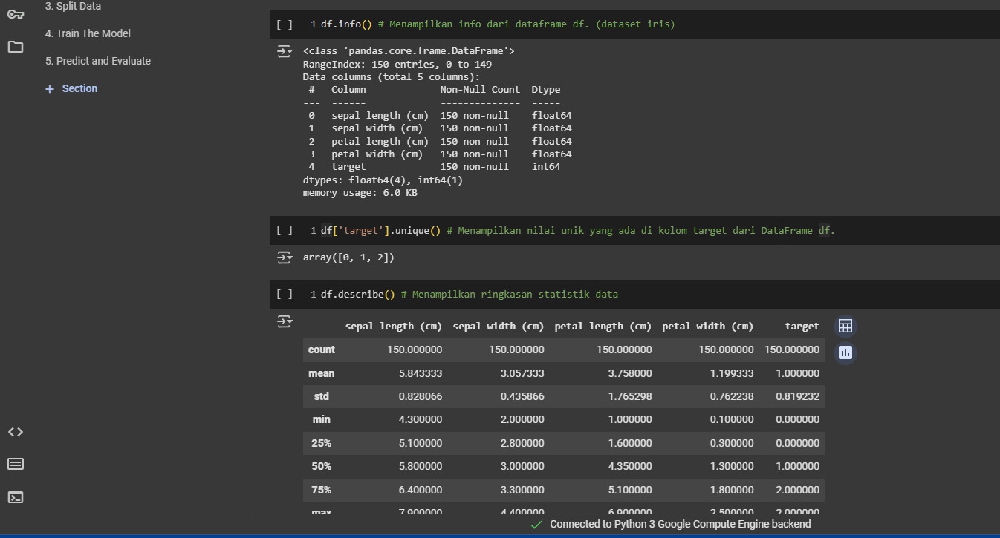 3. Split Data
4. Train The Model
5. Predict and Evaluate
+ Section
[ ] 1 df.info() # Menampilkan info dari dataframe df. (dataset iris)
<class 'pandas.core.frame.DataFrame'>
RangeIndex: 150 entries, 0 to 149
Data columns (total 5 columns):
# Column Non-Null Count Dtype
--- ------ -------------- -----
0 sepal length (cm) 150 non-null float64
1 sepal width (cm) 150 non-null float64
2 petal length (cm) 150 non-null float64
3 petal width (cm) 150 non-null float64
4 target 150 non-null int64
dtypes: float64(4), int64(1)
memory usage: 6.0 KB
[ ] 1 df['target'].unique() # Menampilkan nilai unik yang ada di kolom target dari DataFrame df.
array([0, 1, 2])
[ ] 1 df.describe() # Menampilkan ringkasan statistik data
sepal length (cm) sepal width (cm) petal length (cm) petal width (cm) target
count 150.000000 150.000000 150.000000 150.000000 150.000000
mean 5.843333 3.057333 3.758000 1.199333 1.000000
std 0.828066 0.435866 1.765298 0.762238 0.819232
min 4.300000 2.000000 1.000000 0.100000 0.000000
25% 5.100000 2.800000 1.600000 0.300000 0.000000
50% 5.800000 3.000000 4.350000 1.300000 1.000000
75% 6.400000 3.300000 5.100000 1.800000 2.000000
max 7.900000 4.400000 6.900000 2.500000 2.000000
Connected to Python 3 Google Compute Engine backend